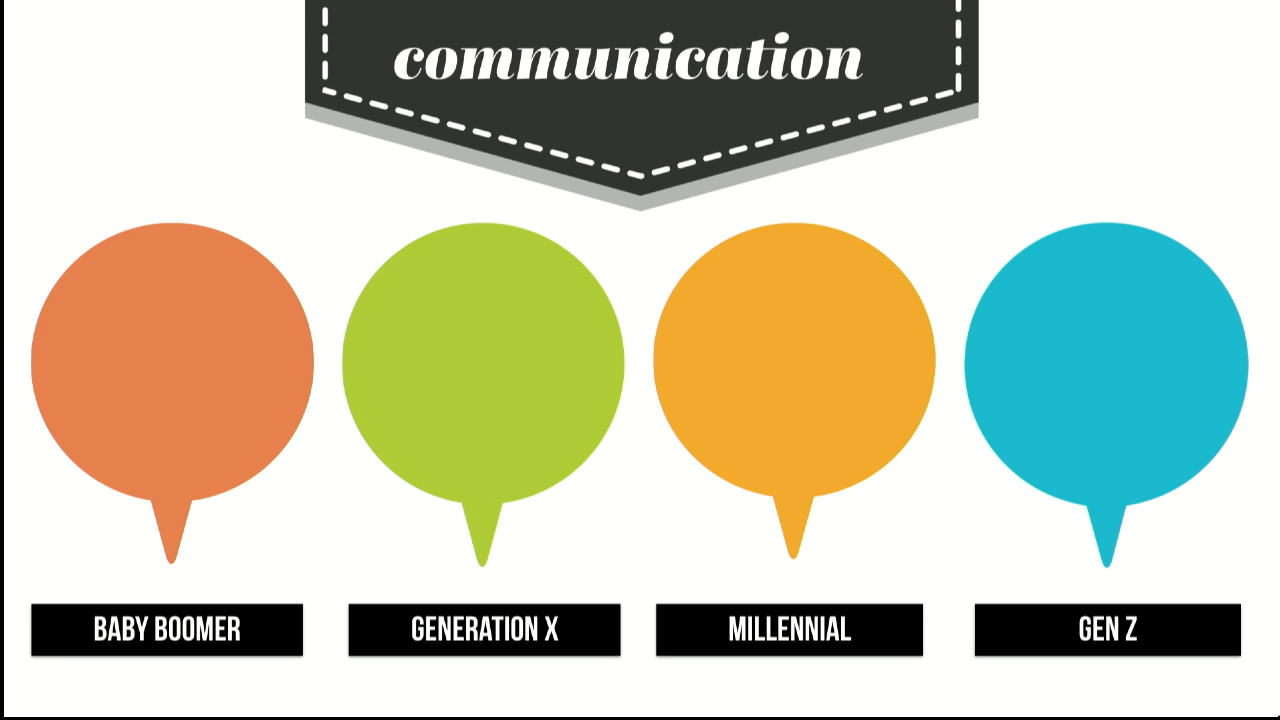 communication
BABY BOOMER
GENERATION X
MILLENNIAL
GEN Z